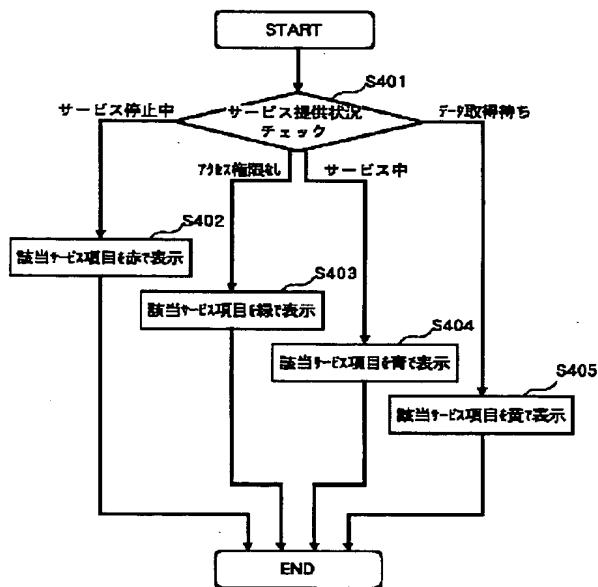 START
S401
サービス停止中
サービス提供状況
チェック
データ取得待ち
アクセス権限なし
サービス中
S402
該当サービス項目を赤で表示
S403
該当サービス項目を緑で表示
S404
該当サービス項目を青で表示
S405
該当サービス項目を黄で表示
END